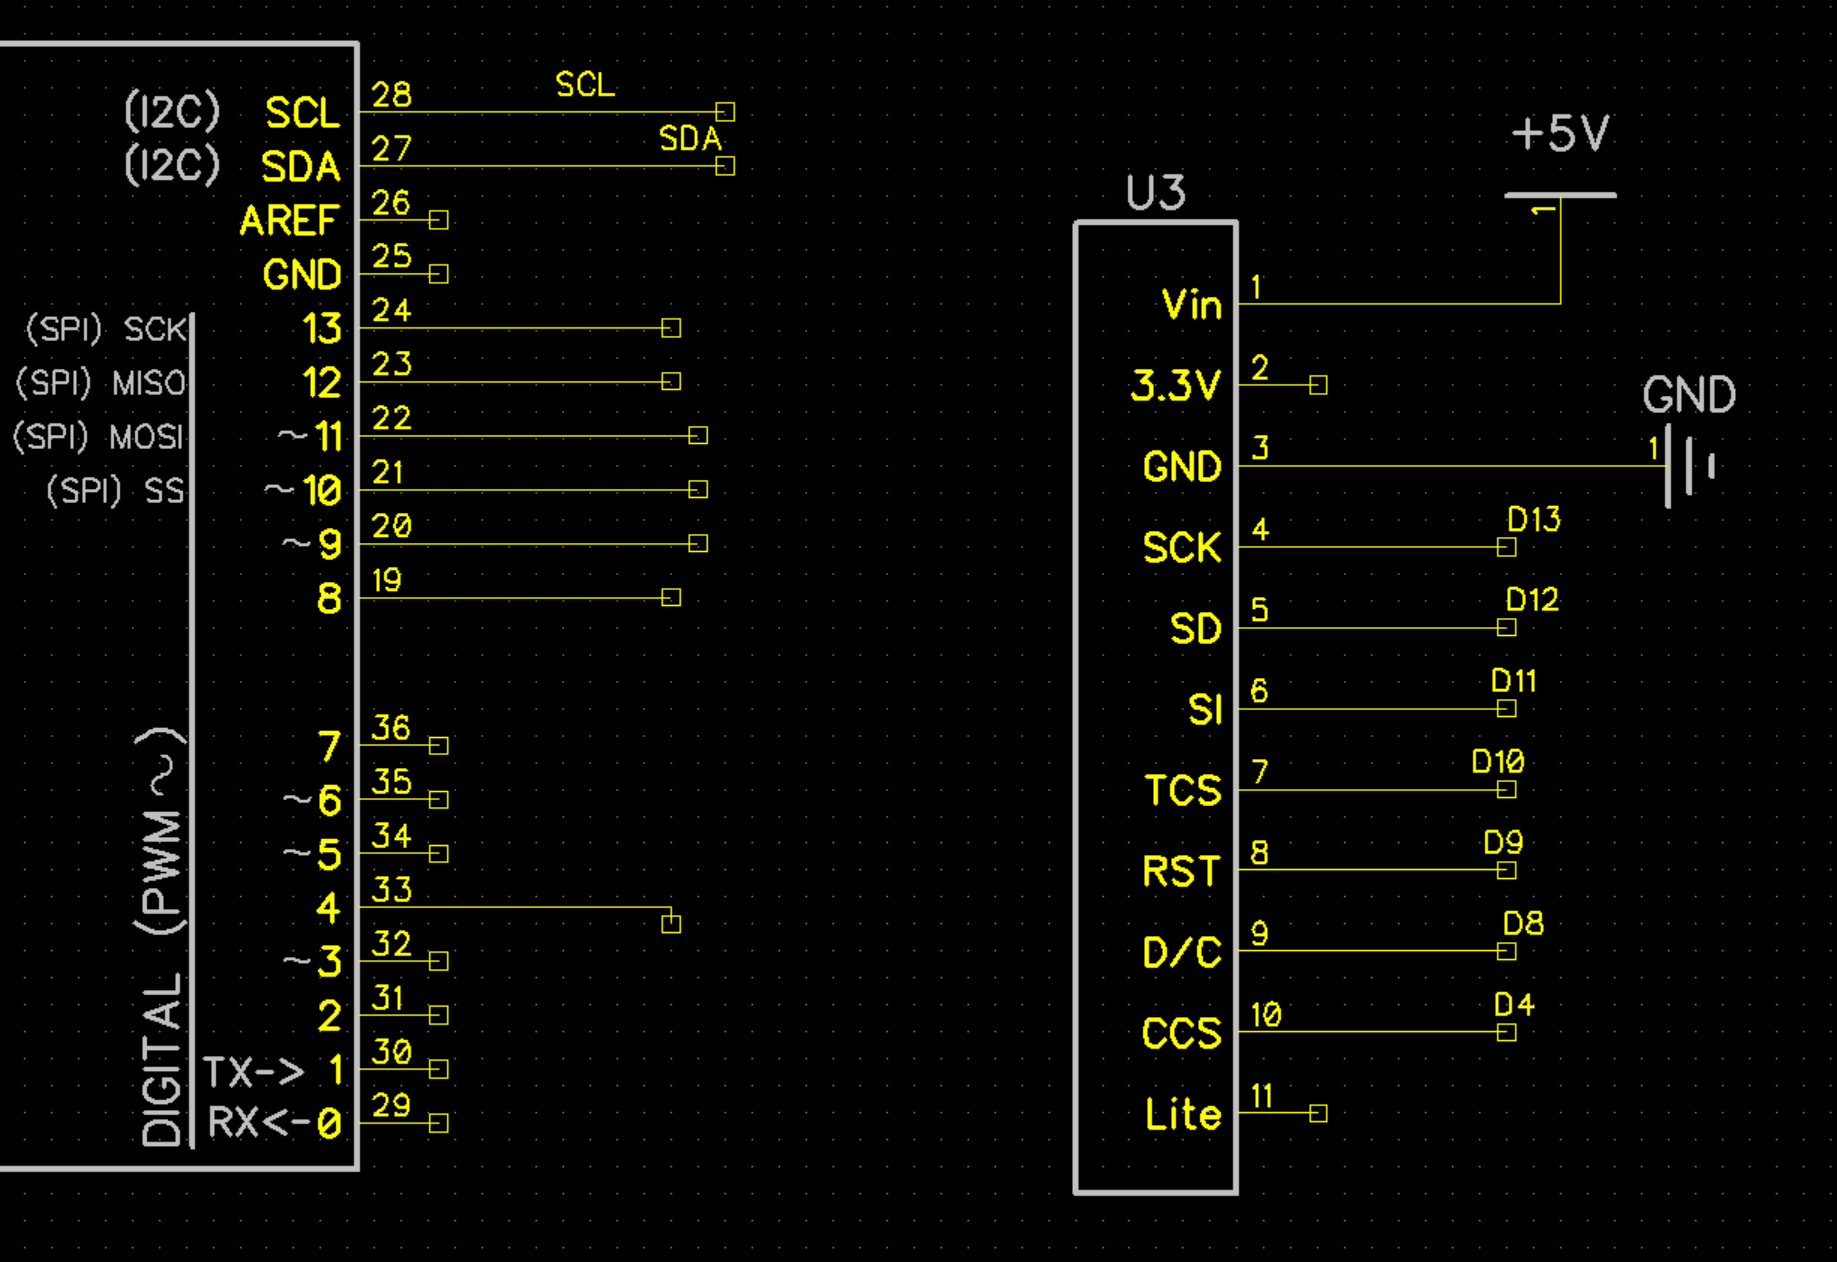 SCL
(I2C) SCL 28
SDA
(I2C) SDA 27
AREF 26
GND 25
(SPI) SCK 13 24
(SPI) MISO 12 23
(SPI) MOSI ~11 22
(SPI) SS ~10 21
~9 20
8 19
7 36
~6 35
~5 34
4 33
~3 32
2 31
TX-> 1 30
RX<- 0 29
DIGITAL (PWM ~)
U3
+5V
1
Vin 1
3.3V 2
GND
GND 3 1
D13
SCK 4
D12
SD 5
D11
SI 6
D10
TCS 7
D9
RST 8
D8
D/C 9
D4
CCS 10
Lite 11